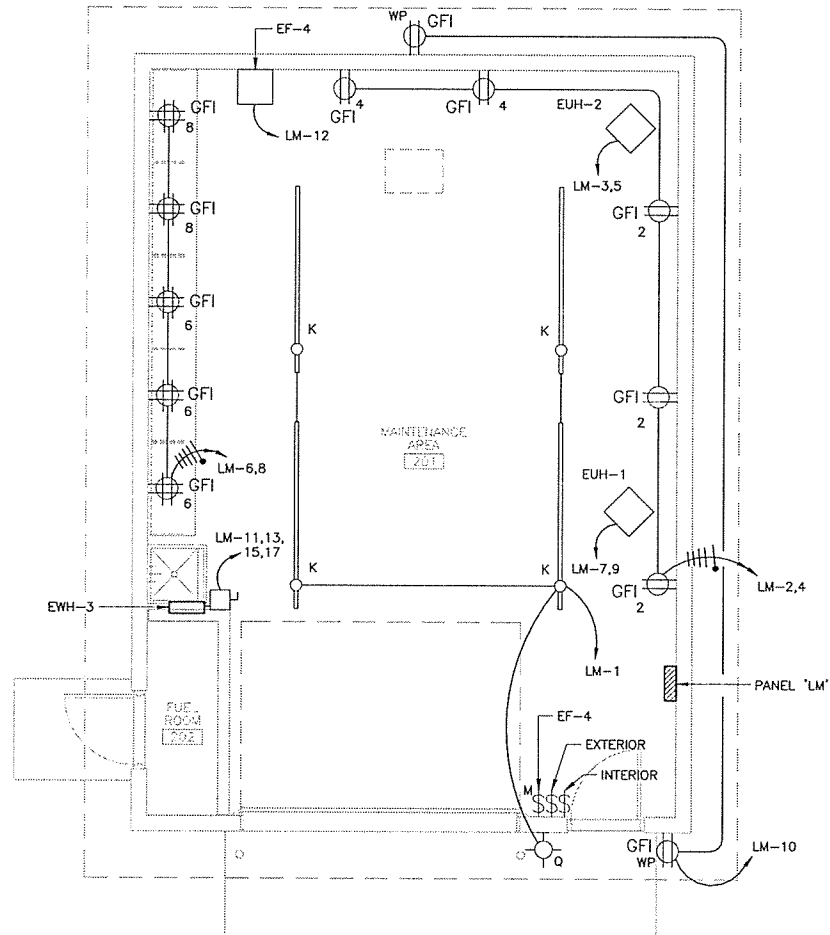 WP
GFI
EF-4
GFI
8
4
GFI
GFI
4
EUH-2
LM-12
LM-3,5
GFI
8
GFI
2
GFI
6
K
K
GFI
6
GFI
2
MAINTENANCE
AREA
201
LM-6,8
GFI
6
EUH-1
LM-11,13,
15,17
LM-7,9
K
K
GFI
2
LM-2,4
EWH-3
LM-1
PANEL 'LM'
FUEL
ROOM
202
EF-4
EXTERIOR
INTERIOR
M
SSS
Q
GFI
WP
LM-10